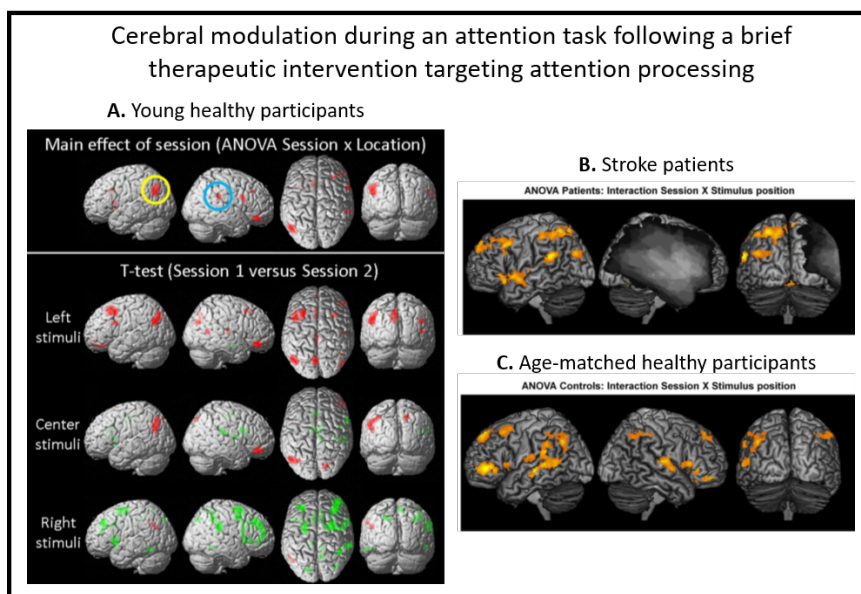 Cerebral modulation during an attention task following a brief
therapeutic intervention targeting attention processing
A. Young healthy participants
Main effect of session (ANOVA Session x Location)
T-test (Session 1 versus Session 2)
Left
stimuli
Center
stimuli
Right
stimuli
B. Stroke patients
ANOVA Patients: Interaction Session X Stimulus position
C. Age-matched healthy participants
ANOVA Controls: Interaction Session X Stimulus position